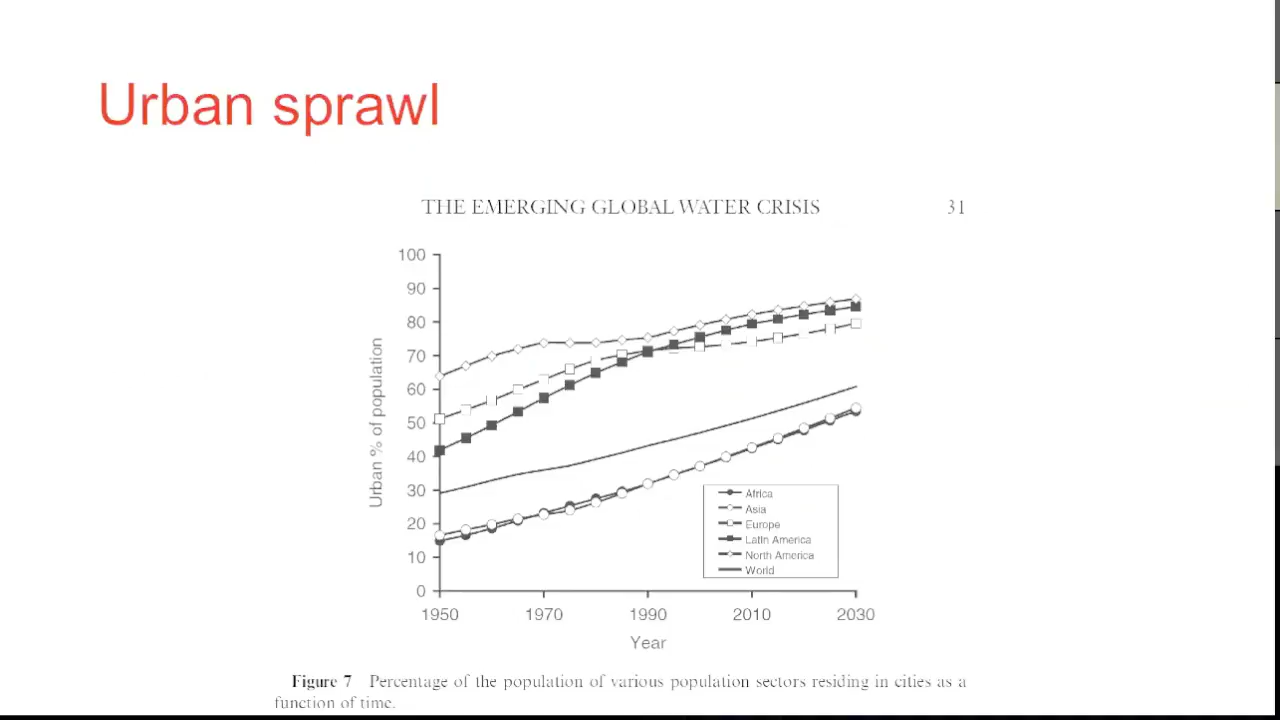 Urban sprawl
THE EMERGING GLOBAL WATER CRISIS 31
100
90
80
70
60
50
40
30
20
10
0
Urban % of population
1950 1970 1990 2010 2030
Year
Africa
Asia
Europe
Latin America
North America
World
Figure 7 Percentage of the population of various population sectors residing in cities as a
function of time.